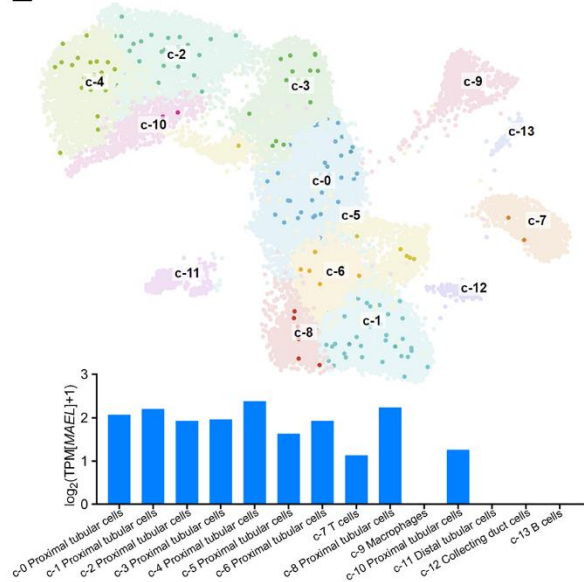 c-2
c-4
c-3
c-9
c-10
c-13
c-0
c-5
c-7
c-6
c-11
c-12
c-1
c-8
log2(TPM[MAEL]+1)
3
2
1
0
c-0 Proximal tubular cells
c-1 Proximal tubular cells
c-2 Proximal tubular cells
c-3 Proximal tubular cells
c-4 Proximal tubular cells
c-5 Proximal tubular cells
c-6 Proximal tubular cells
c-7 T cells
c-8 Proximal tubular cells
c-9 Macrophages
c-10 Proximal tubular cells
c-11 Distal tubular cells
c-12 Collecting duct cells
c-13 B cells